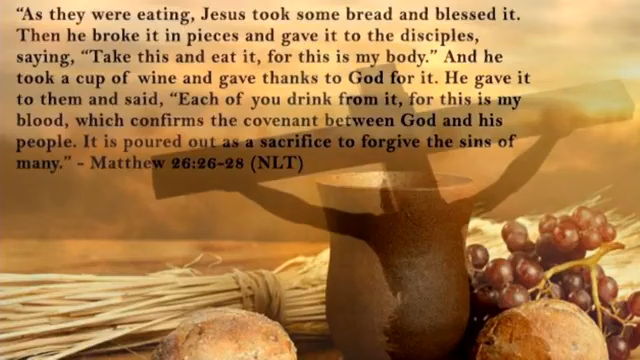 “As they were eating, Jesus took some bread and blessed it.
Then he broke it in pieces and gave it to the disciples,
saying, “Take this and eat it, for this is my body.” And he
took a cup of wine and gave thanks to God for it. He gave it
to them and said, “Each of you drink from it, for this is my
blood, which confirms the covenant between God and his
people. It is poured out as a sacrifice to forgive the sins of
many.” - Matthew 26:26-28 (NLT)